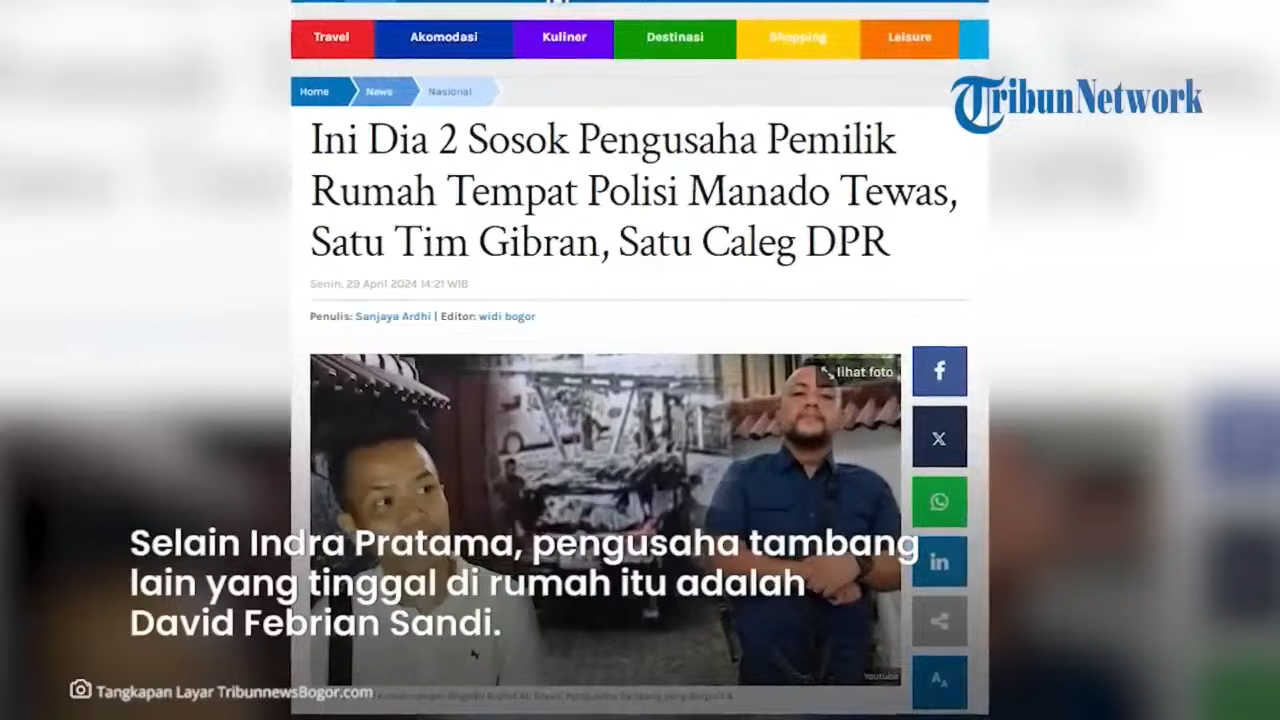 Travel
Akomodasi
Kuliner
Destinasi
Shopping
Leisure
Home
News
Nasional
TribunNetwork
Ini Dia 2 Sosok Pengusaha Pemilik
Rumah Tempat Polisi Manado Tewas,
Satu Tim Gibran, Satu Caleg DPR
Senin, 29 April 2024 14:21 WIB
Penulis: Sanjaya Ardhi | Editor: widi bogor
lihat foto
Selain Indra Pratama, pengusaha tambang
lain yang tinggal di rumah itu adalah
David Febrian Sandi.
Youtube
Tangkapan Layar TribunnewsBogor.com